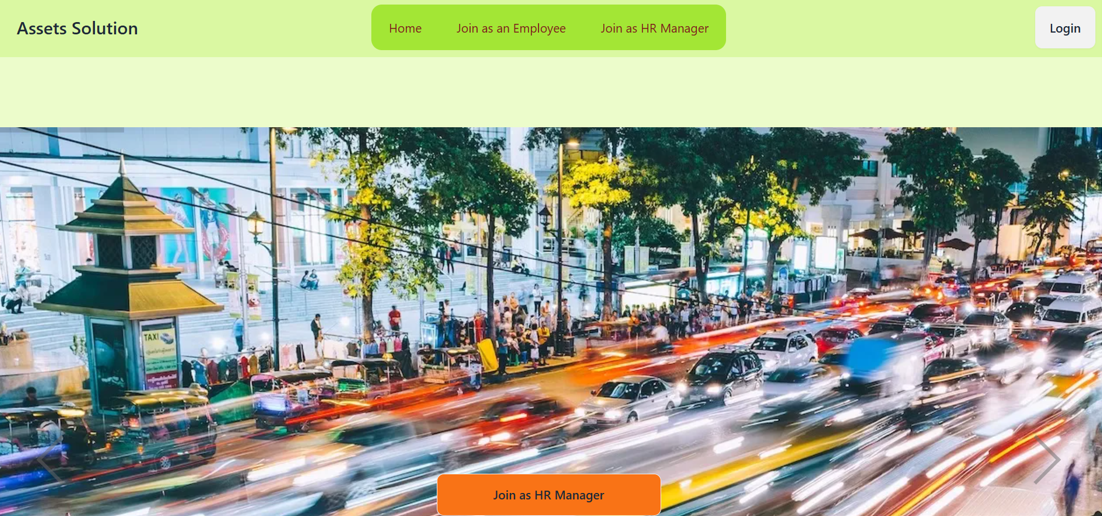 Assets Solution
Home
Join as an Employee
Join as HR Manager
Login
TAXI
Join as HR Manager